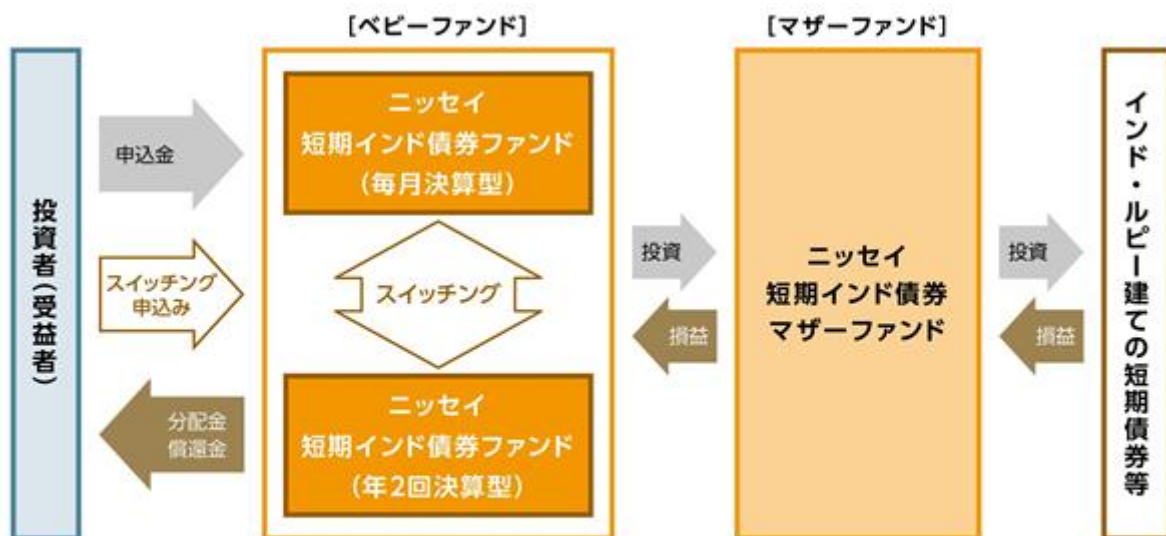 [ベビーファンド]
[マザーファンド]
投資者(受益者)
申込金
スイッチング
申込み
分配金
償還金
ニッセイ
短期インド債券ファンド
(毎月決算型)
スイッチング
ニッセイ
短期インド債券ファンド
(年2回決算型)
投資
損益
ニッセイ
短期インド債券
マザーファンド
投資
損益
インド・ルピー建ての短期債券等